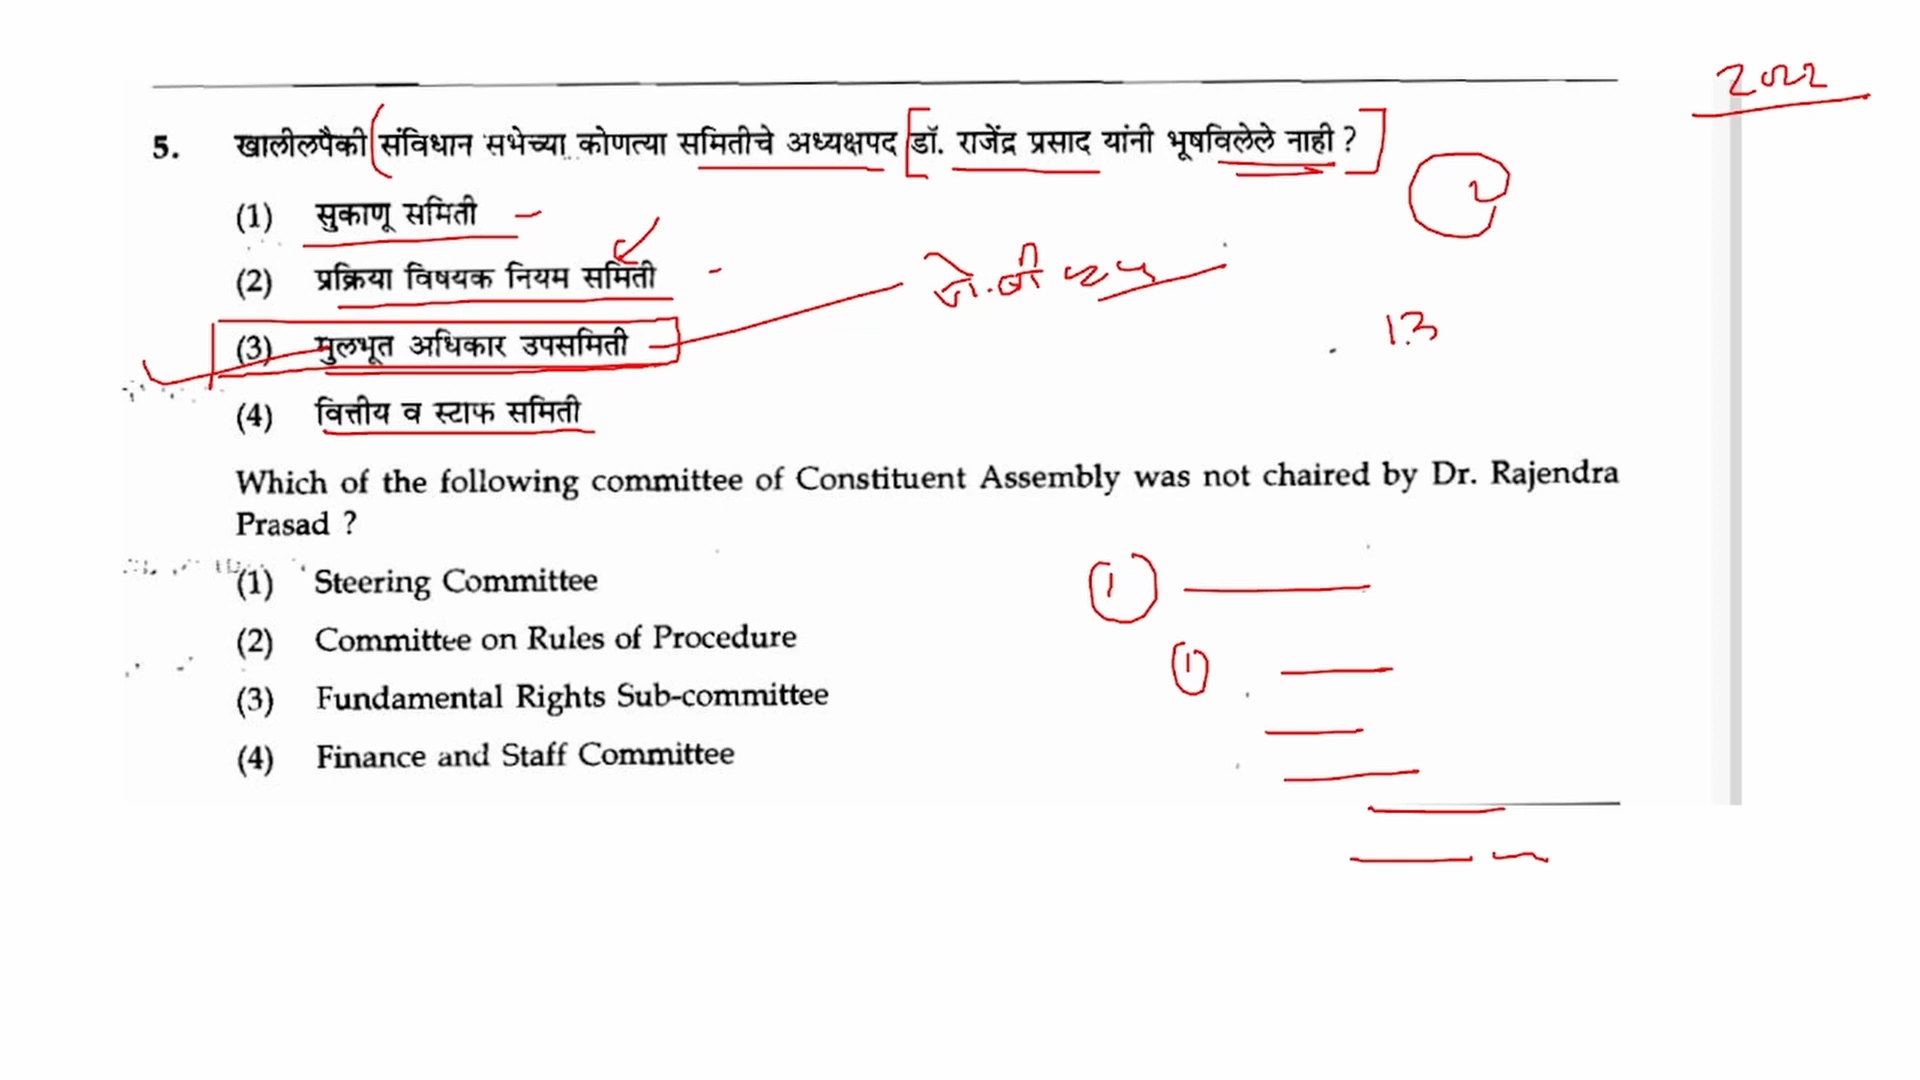 2022
5. खालीलपैकी संविधान सभेच्या कोणत्या समितीचे अध्यक्षपद डॉ. राजेंद्र प्रसाद यांनी भूषविलेले नाही ?
(1) सुकाणू समिती
(2) प्रक्रिया विषयक नियम समिती
(3) मुलभूत अधिकार उपसमिती
(4) वित्तीय व स्टाफ समिती
2
13
Which of the following committee of Constituent Assembly was not chaired by Dr. Rajendra
Prasad ?
(1) Steering Committee
(2) Committee on Rules of Procedure
(3) Fundamental Rights Sub-committee
(4) Finance and Staff Committee
1
1